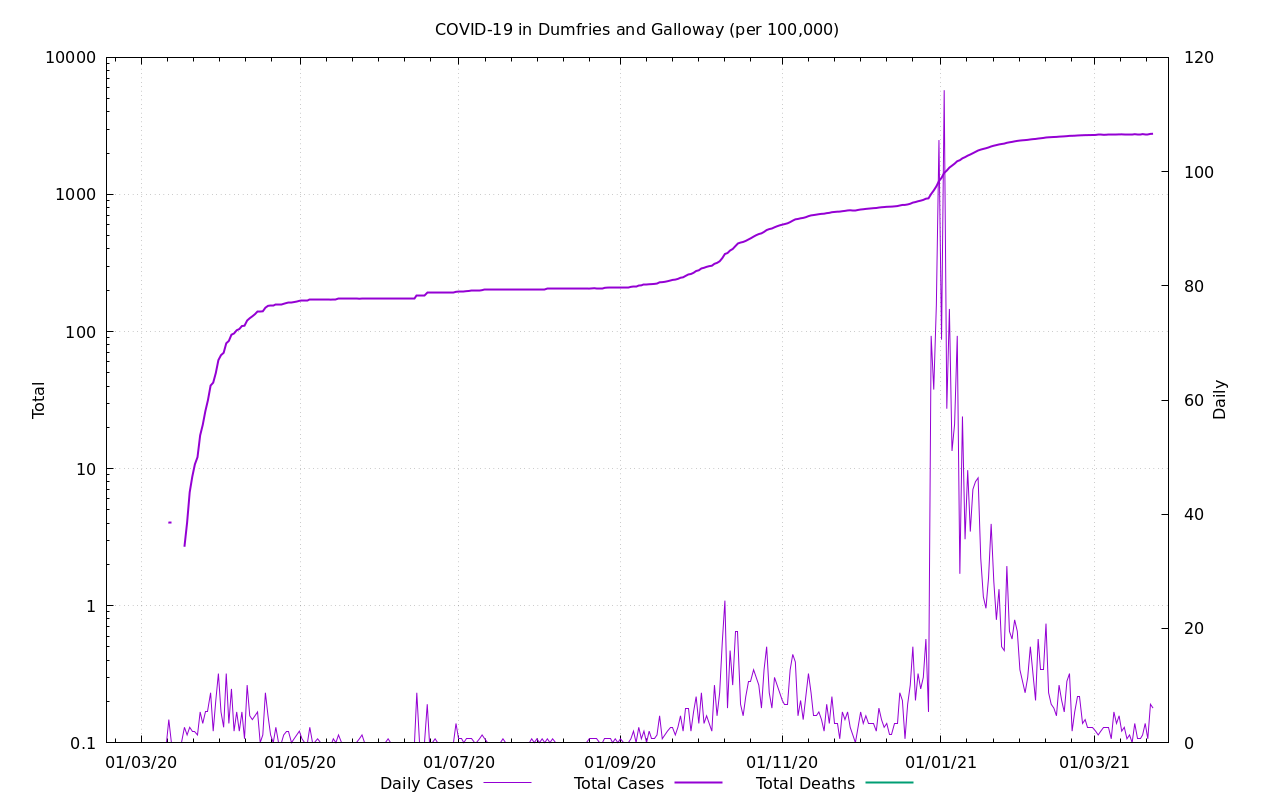 COVID-19 in Dumfries and Galloway (per 100,000)
10000
1000
100
10
1
0.1
Total
120
100
80
60
40
20
0
Daily
01/03/20 01/05/20 01/07/20 01/09/20 01/11/20 01/01/21 01/03/21
Daily Cases Total Cases Total Deaths